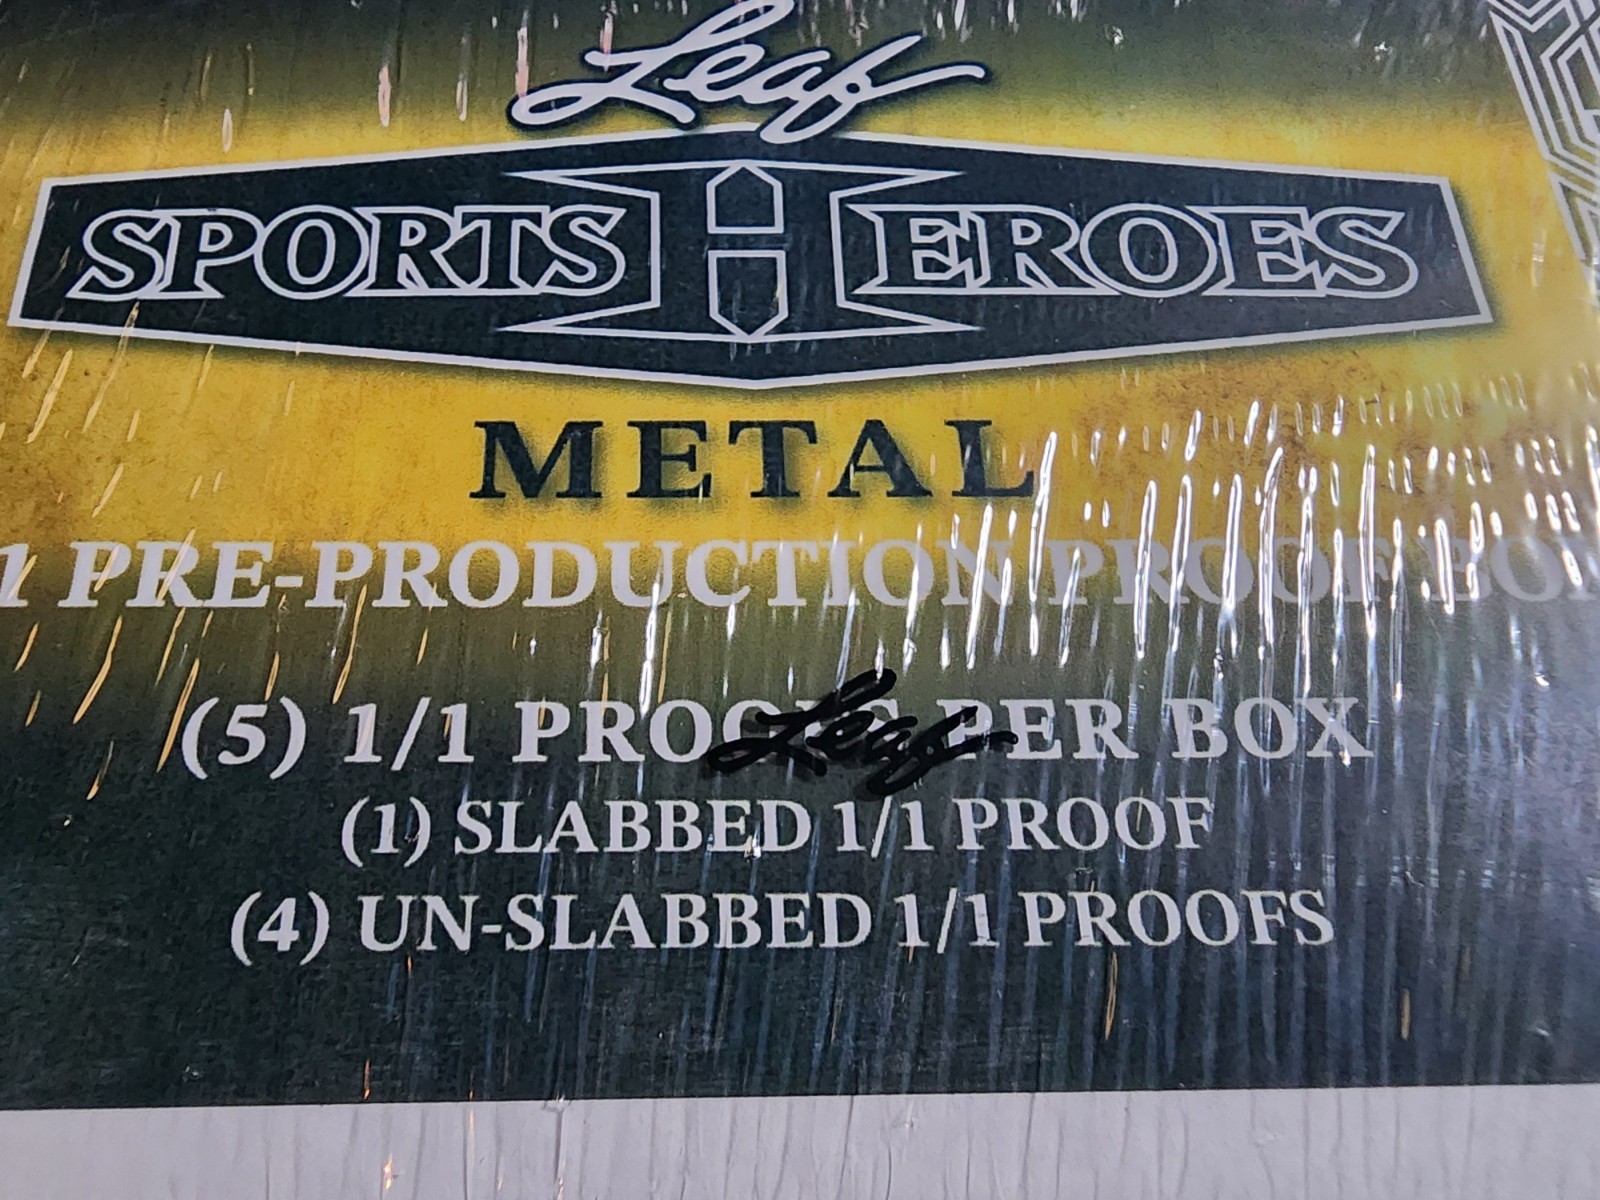 Leaf
SPORTS HEROES
METAL
1 PRE-PRODUCTION PROOF BOX
(5) 1/1 PROOFS PER BOX
Leaf
(1) SLABBED 1/1 PROOF
(4) UN-SLABBED 1/1 PROOFS